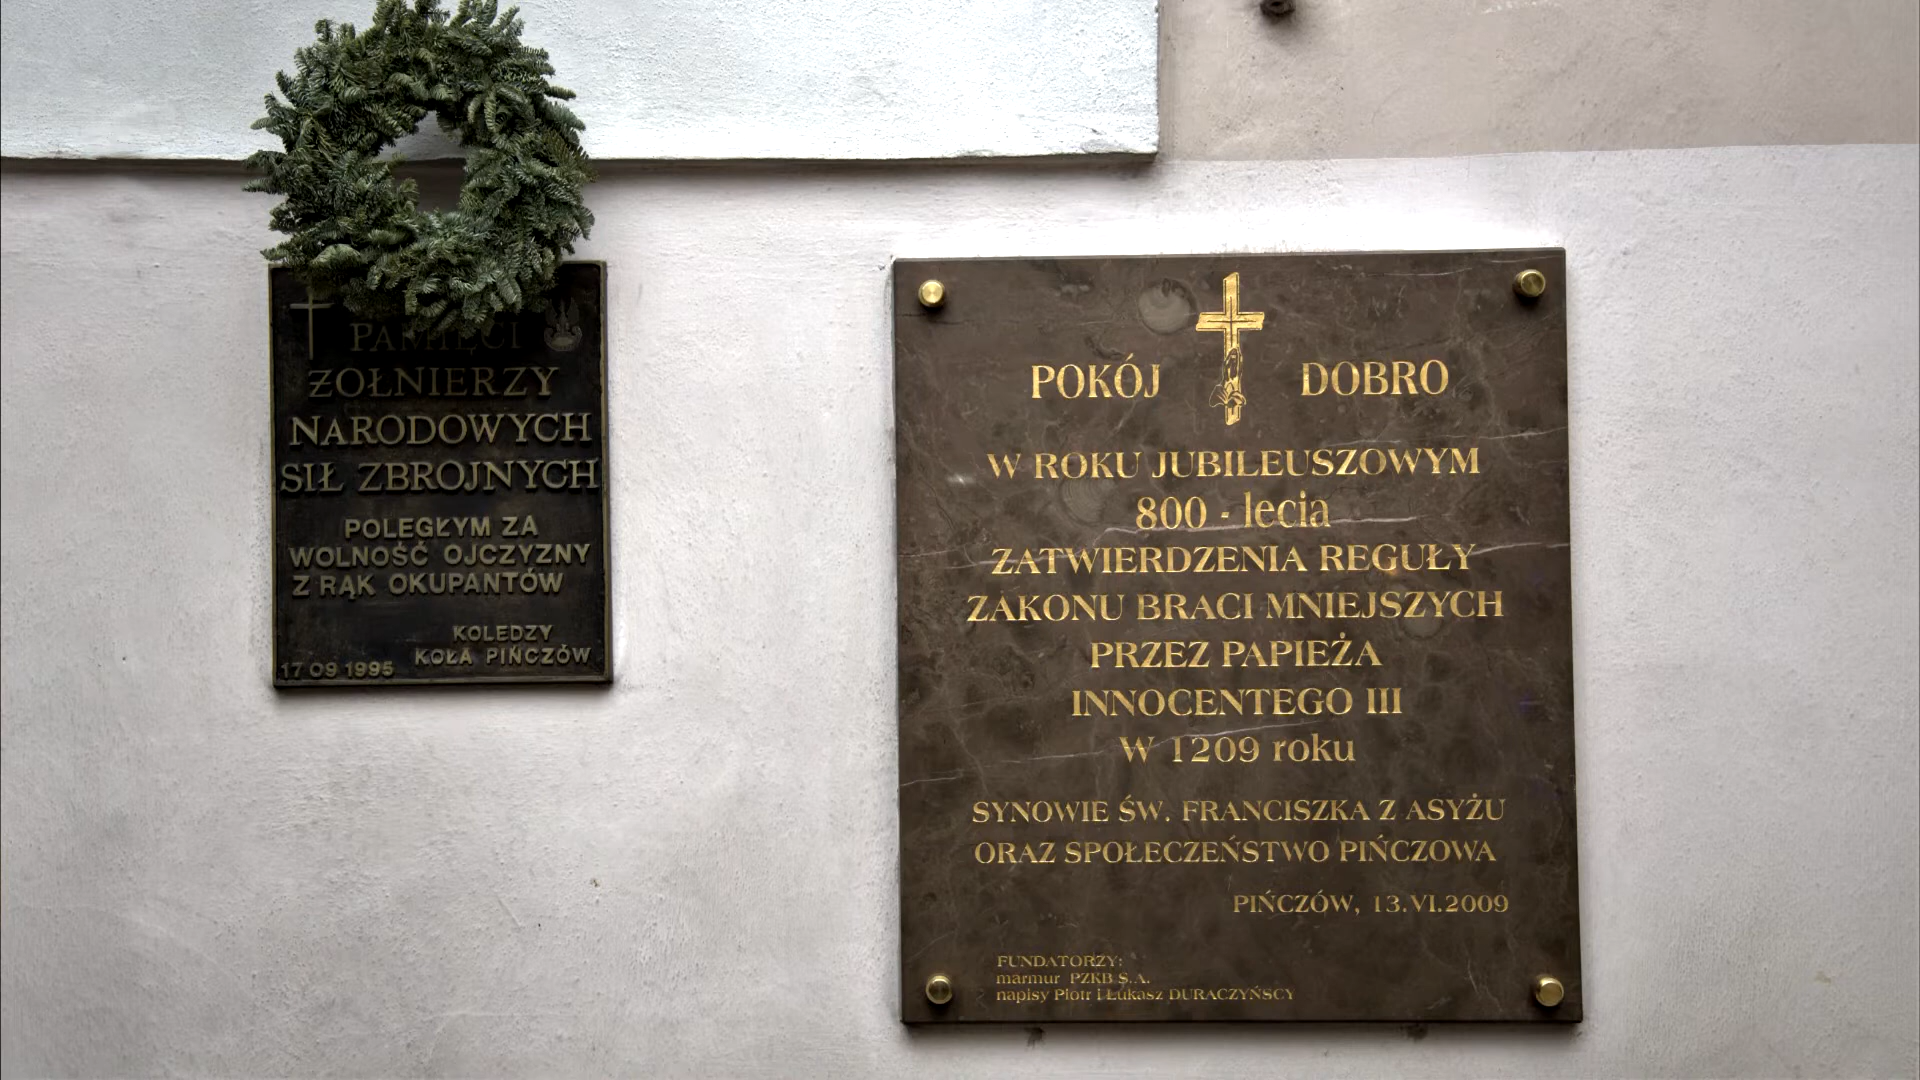 PAMIĘCI
ŻOŁNIERZY
NARODOWYCH
SIŁ ZBROJNYCH
POLEGŁYM ZA
WOLNOŚĆ OJCZYZNY
Z RĄK OKUPANTÓW
KOLEDZY
KOŁA PIŃCZÓW
17 09 1995
POKÓJ DOBRO
W ROKU JUBILEUSZOWYM
800 - lecia
ZATWIERDZENIA REGUŁY
ZAKONU BRACI MNIEJSZYCH
PRZEZ PAPIEŻA
INNOCENTEGO III
W 1209 roku
SYNOWIE ŚW. FRANCISZKA Z ASYŻU
ORAZ SPOŁECZEŃSTWO PIŃCZOWA
PIŃCZÓW, 13.VI.2009
FUNDATORZY:
marmur PZKB S.A.
napisy Piotr i Łukasz DURACZYŃSCY